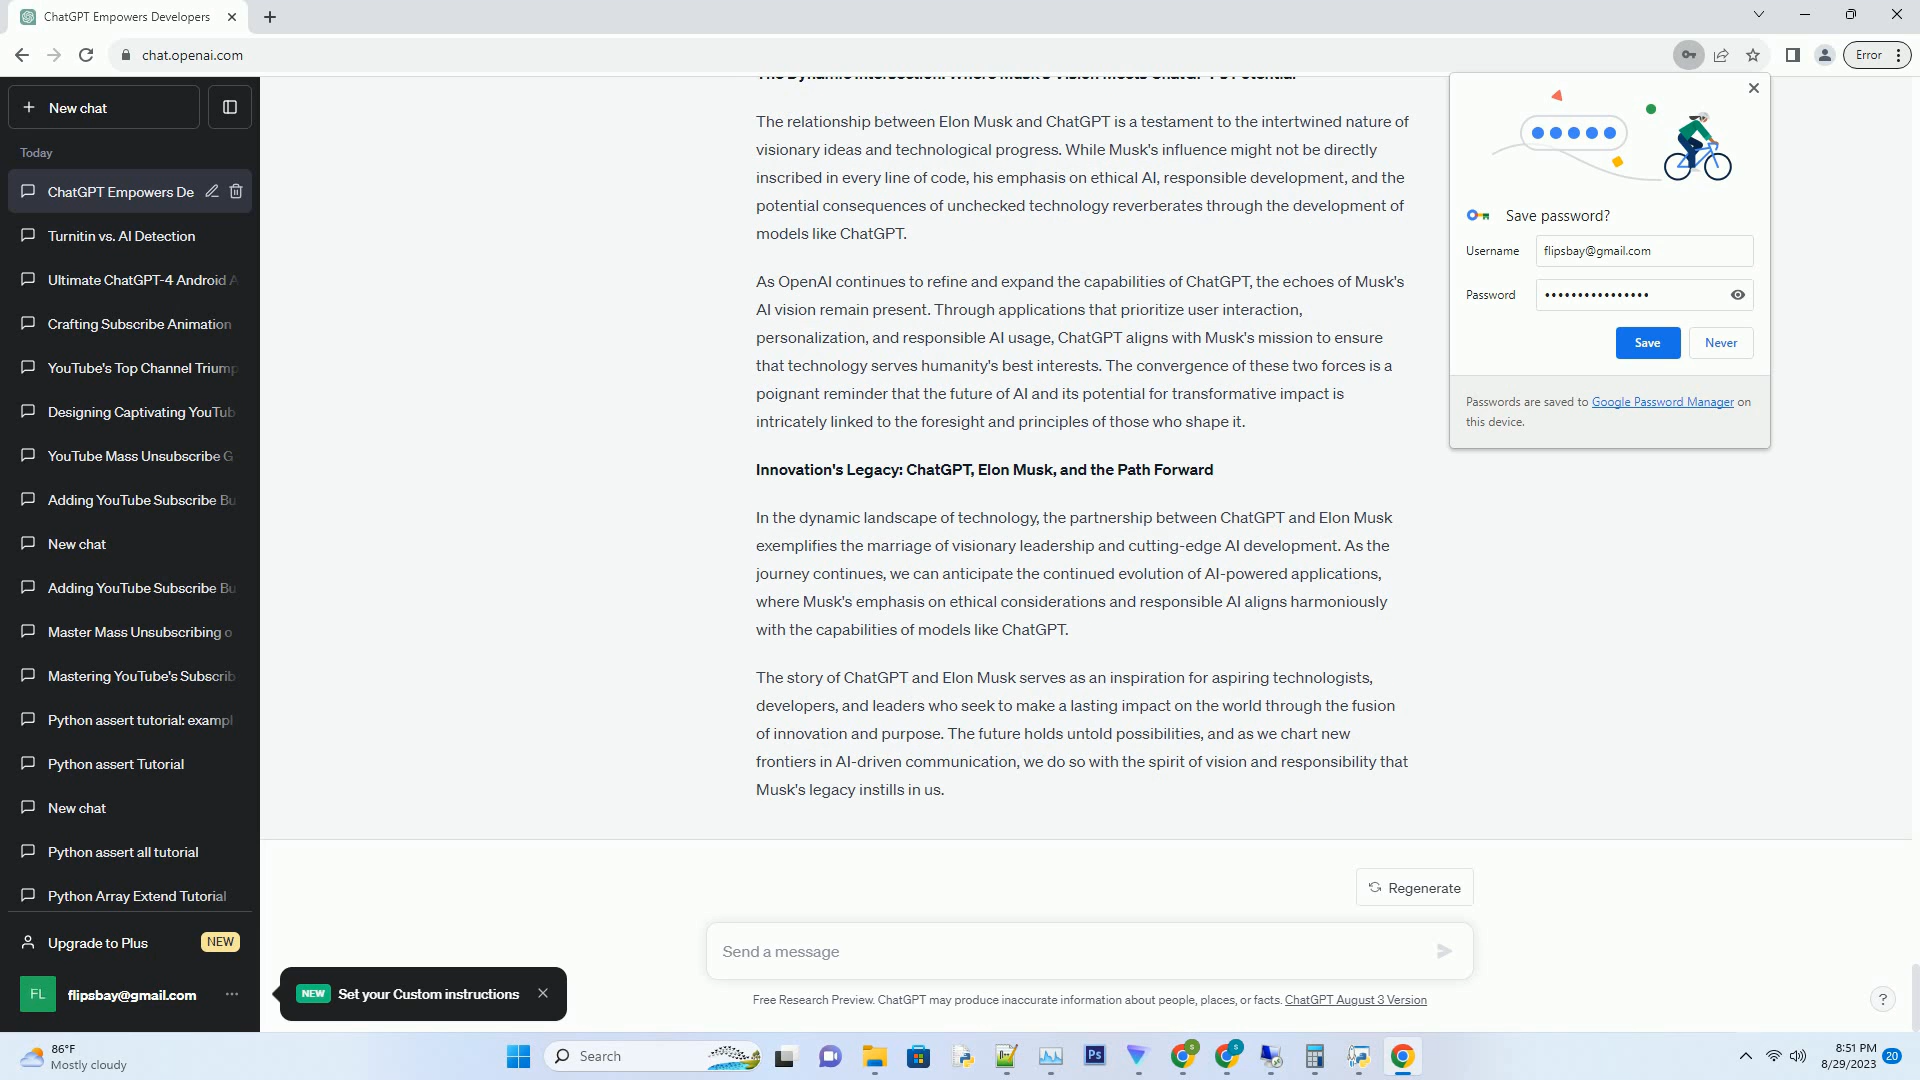 ChatGPT Empowers Developers
chat.openai.com
Error
New chat
Today
ChatGPT Empowers De
Turnitin vs. AI Detection
Ultimate ChatGPT-4 Android A
Crafting Subscribe Animation
YouTube's Top Channel Triump
Designing Captivating YouTub
YouTube Mass Unsubscribe G
Adding YouTube Subscribe Bu
New chat
Adding YouTube Subscribe Bu
Master Mass Unsubscribing o
Mastering YouTube's Subscrib
Python assert tutorial: exampl
Python assert Tutorial
New chat
Python assert all tutorial
Python Array Extend Tutorial
Upgrade to Plus
NEW
FL
flipsbay@gmail.com
The Dynamic Intersection: Where Musk's Vision Meets ChatGPT's Potential
The relationship between Elon Musk and ChatGPT is a testament to the intertwined nature of
visionary ideas and technological progress. While Musk's influence might not be directly
inscribed in every line of code, his emphasis on ethical AI, responsible development, and the
potential consequences of unchecked technology reverberates through the development of
models like ChatGPT.
As OpenAI continues to refine and expand the capabilities of ChatGPT, the echoes of Musk's
AI vision remain present. Through applications that prioritize user interaction,
personalization, and responsible AI usage, ChatGPT aligns with Musk's mission to ensure
that technology serves humanity's best interests. The convergence of these two forces is a
poignant reminder that the future of AI and its potential for transformative impact is
intricately linked to the foresight and principles of those who shape it.
Innovation's Legacy: ChatGPT, Elon Musk, and the Path Forward
In the dynamic landscape of technology, the partnership between ChatGPT and Elon Musk
exemplifies the marriage of visionary leadership and cutting-edge AI development. As the
journey continues, we can anticipate the continued evolution of AI-powered applications,
where Musk's emphasis on ethical considerations and responsible AI aligns harmoniously
with the capabilities of models like ChatGPT.
The story of ChatGPT and Elon Musk serves as an inspiration for aspiring technologists,
developers, and leaders who seek to make a lasting impact on the world through the fusion
of innovation and purpose. The future holds untold possibilities, and as we chart new
frontiers in AI-driven communication, we do so with the spirit of vision and responsibility that
Musk's legacy instills in us.
Save password?
Username
flipsbay@gmail.com
Password
••••••••••••••••
Save
Never
Passwords are saved to Google Password Manager on
this device.
Regenerate
Send a message
NEW
Set your Custom instructions
Free Research Preview. ChatGPT may produce inaccurate information about people, places, or facts. ChatGPT August 3 Version
?
86°F
Mostly cloudy
Search
Ps
S
S
8:51 PM
8/29/2023
20